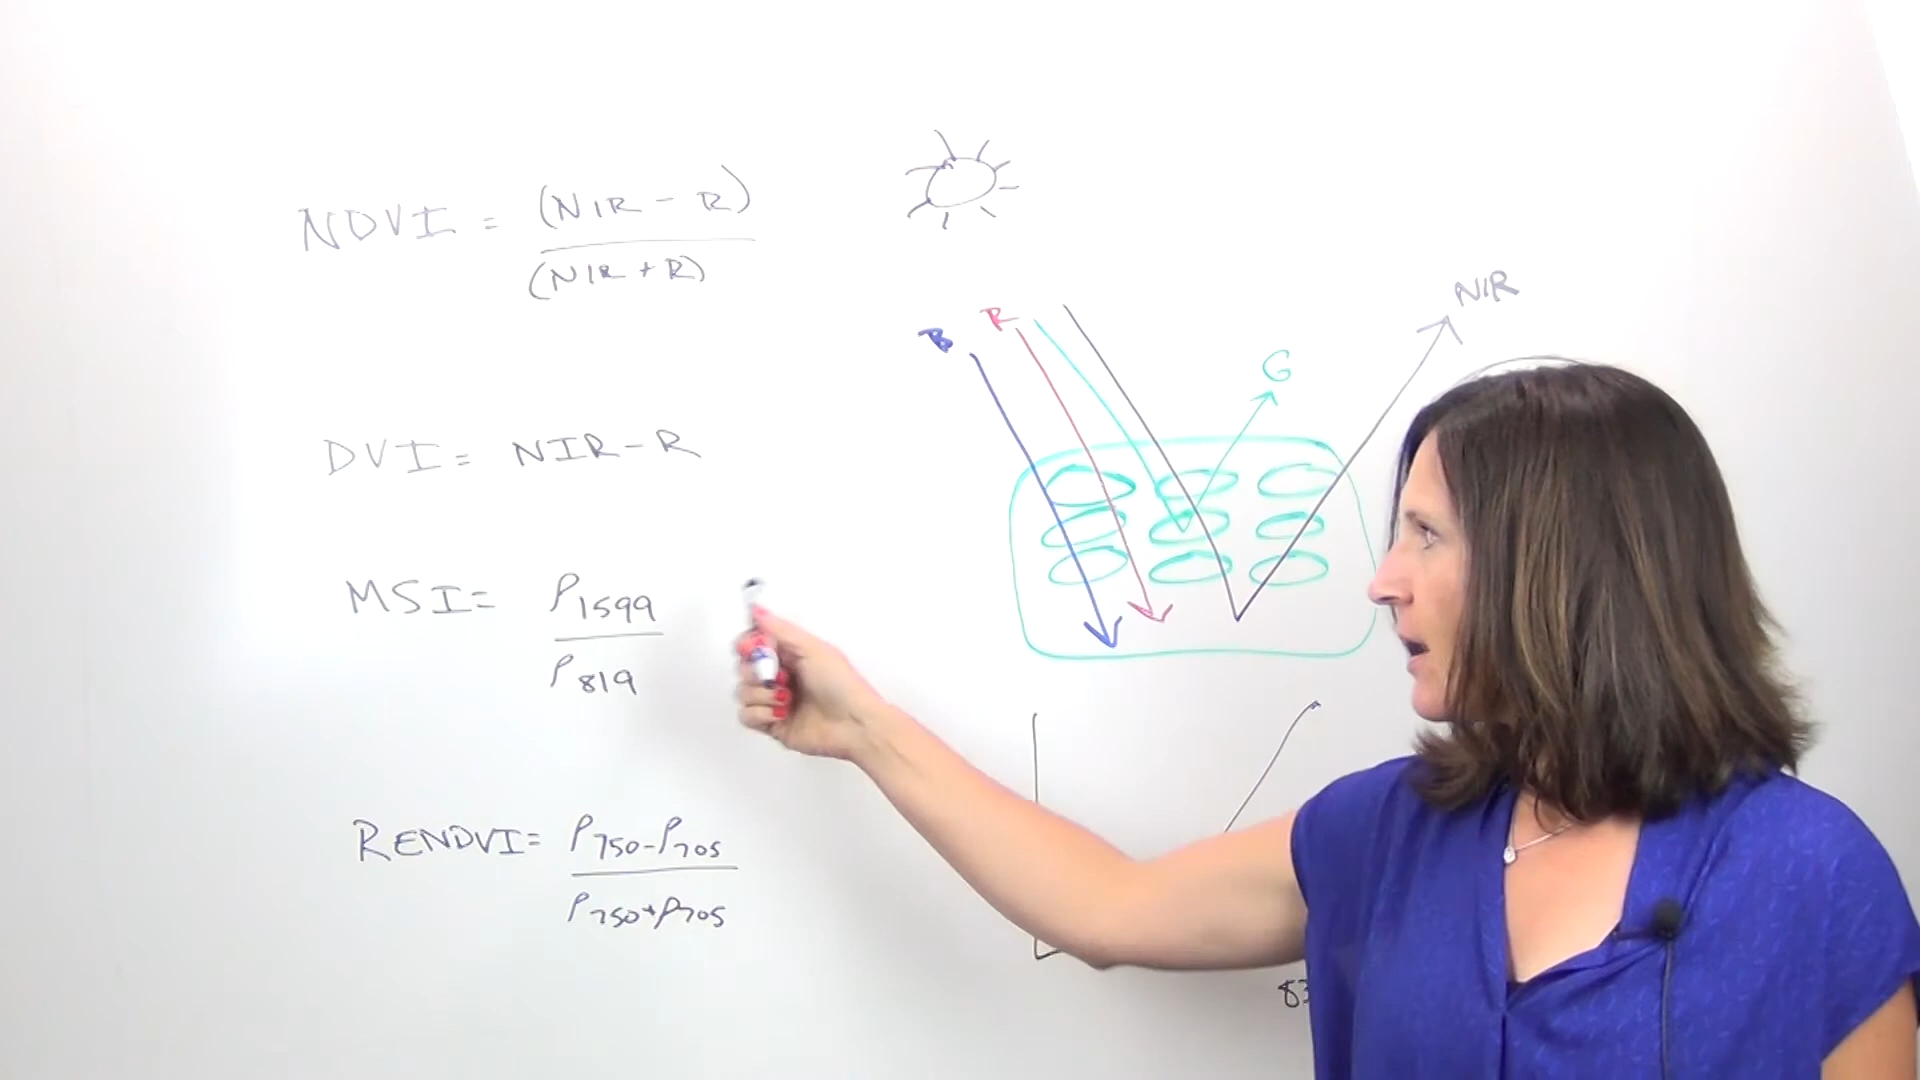 NDVI = (NIR - R)
(NIR + R)
DVI = NIR - R
MSI = ρ1599
ρ819
RENDVI = ρ750 - ρ705
ρ750 + ρ705
B
R
G
NIR